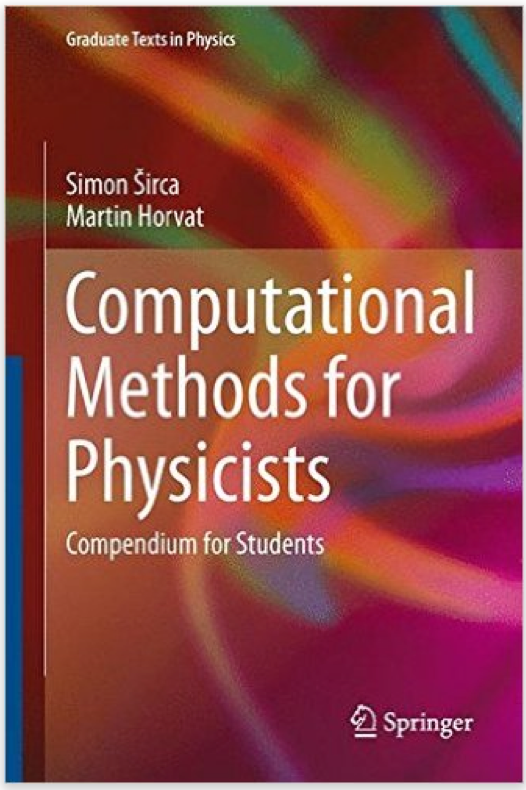 Graduate Texts in Physics
Simon Širca
Martin Horvat
Computational
Methods for
Physicists
Compendium for Students
Springer